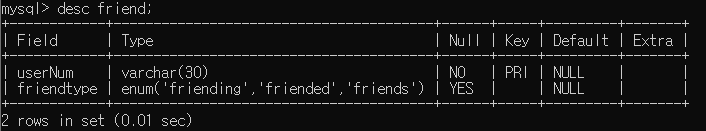 mysql> desc friend;
+------------+---------------------------------------+------+-----+---------+-------+
| Field | Type | Null | Key | Default | Extra |
+------------+---------------------------------------+------+-----+---------+-------+
| userNum | varchar(30) | NO | PRI | NULL | |
| friendtype | enum('friending','friended','friends') | YES | | NULL | |
+------------+---------------------------------------+------+-----+---------+-------+
2 rows in set (0.01 sec)